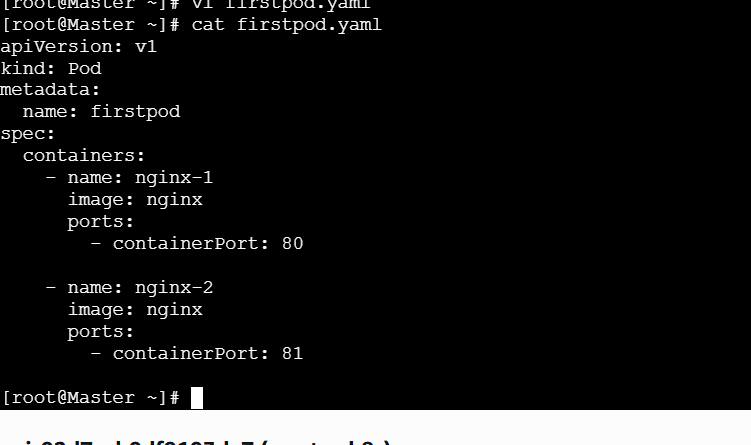 [root@Master ~]# vi firstpod.yaml
[root@Master ~]# cat firstpod.yaml
apiVersion: v1
kind: Pod
metadata:
  name: firstpod
spec:
  containers:
    - name: nginx-1
      image: nginx
      ports:
        - containerPort: 80

    - name: nginx-2
      image: nginx
      ports:
        - containerPort: 81

[root@Master ~]#